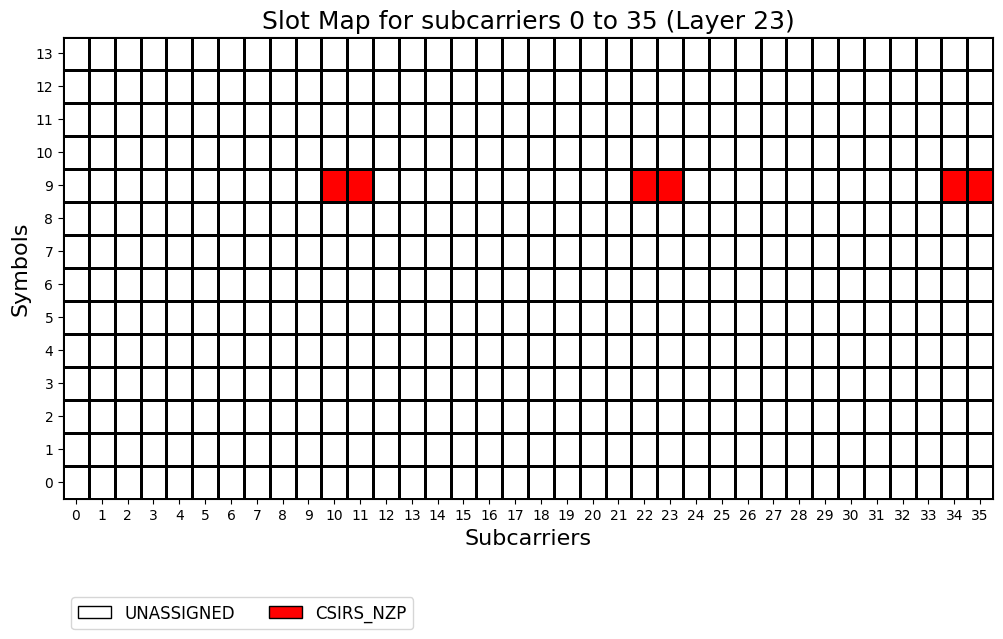 Slot Map for subcarriers 0 to 35 (Layer 23)
13
12
11
10
9
8
7
6
5
4
3
2
1
0
Symbols
0 1 2 3 4 5 6 7 8 9 10 11 12 13 14 15 16 17 18 19 20 21 22 23 24 25 26 27 28 29 30 31 32 33 34 35
Subcarriers
UNASSIGNED CSIRS_NZP